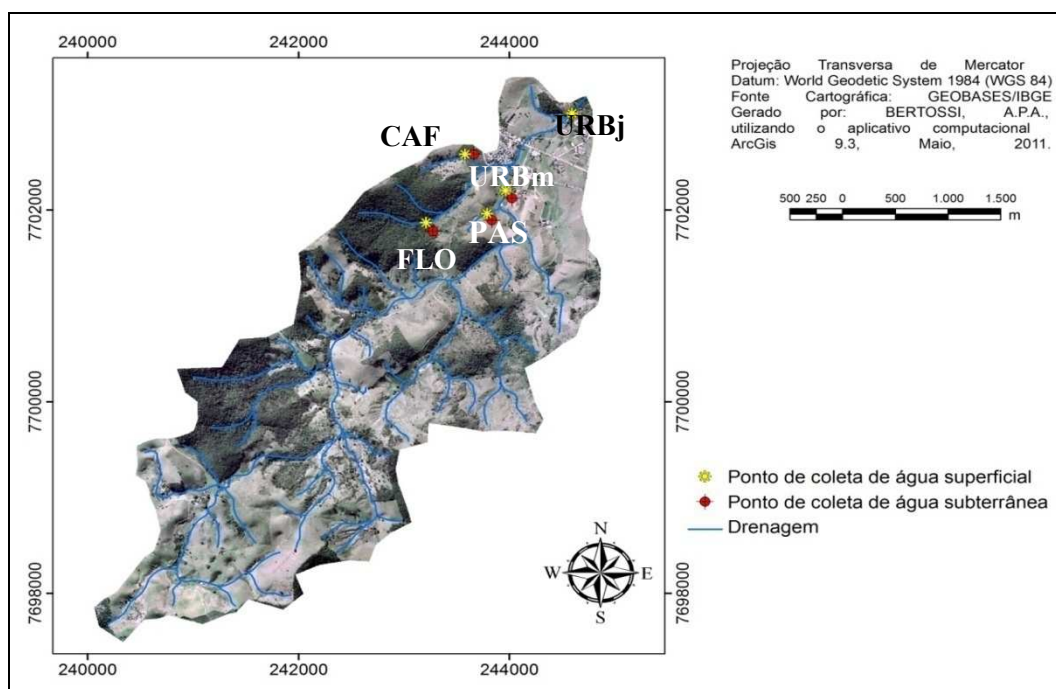 240000 242000 244000
Projeção Transversa de Mercator
Datum: World Geodetic System 1984 (WGS 84)
Fonte Cartográfica: GEOBASES/IBGE
Gerado por: BERTOSSI, A.P.A.,
utilizando o aplicativo computacional
ArcGis 9.3, Maio, 2011.
URBj
CAF
URBm
PAS
FLO
7702000 7702000
500 250 0 500 1.000 1.500
m
7700000 7700000
Ponto de coleta de água superficial
Ponto de coleta de água subterrânea
Drenagem
N
W E
S
7698000 7698000
240000 242000 244000